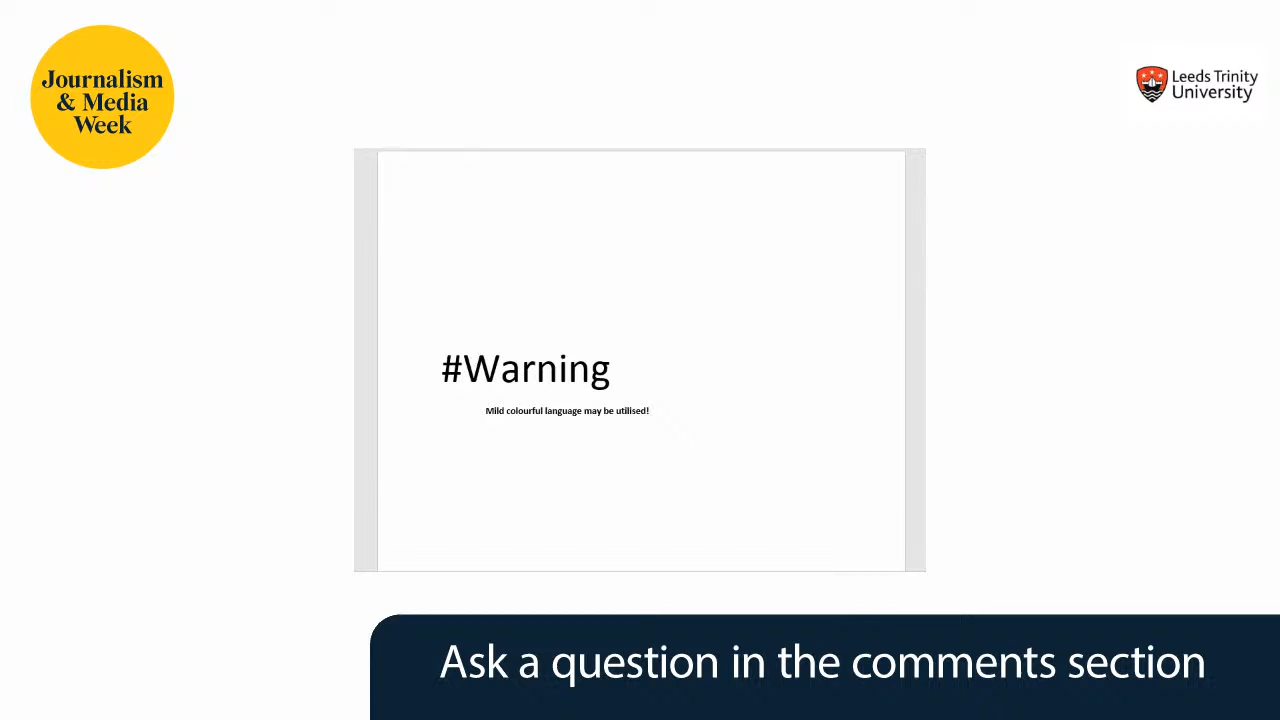 Journalism
& Media
Week
Leeds Trinity
University
#Warning
Mild colourful language may be utilised!
Ask a question in the comments section